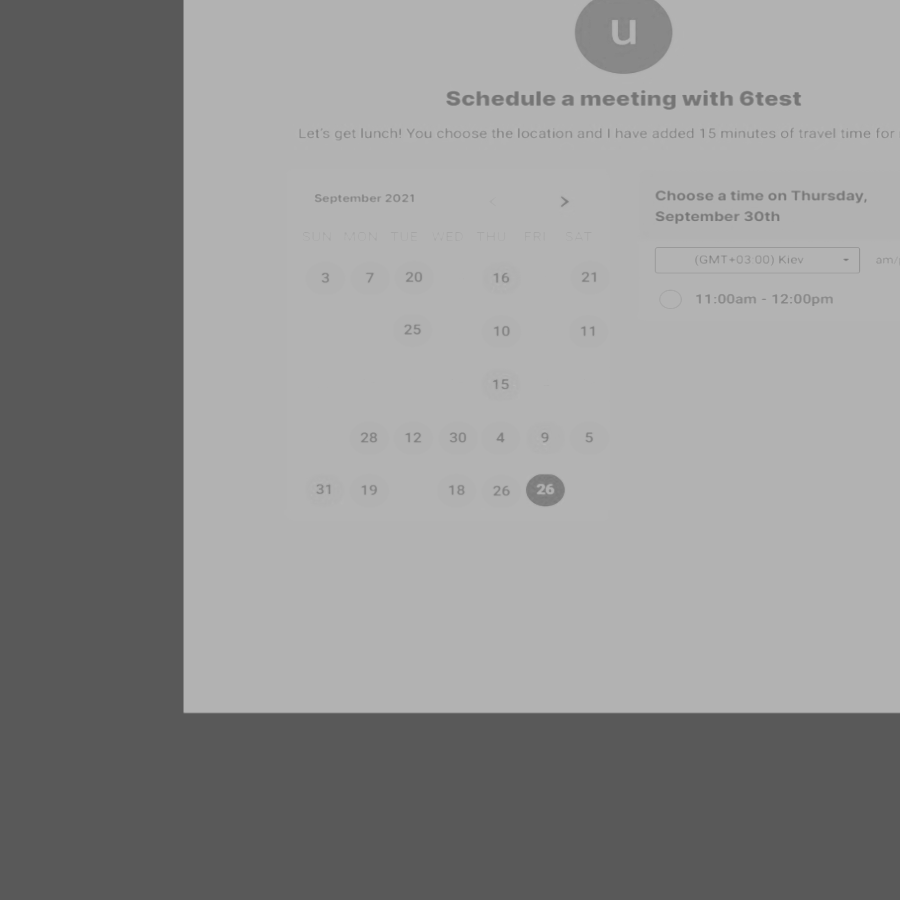 u
Schedule a meeting with 6test
Let's get lunch! You choose the location and I have added 15 minutes of travel time for
September 2021
SUN MON TUE WED THU FRI SAT
3 7 20 16 21
25 10 11
15
28 12 30 4 9 5
31 19 18 26 26
Choose a time on Thursday,
September 30th
(GMT+03:00) Kiev am/
11:00am - 12:00pm